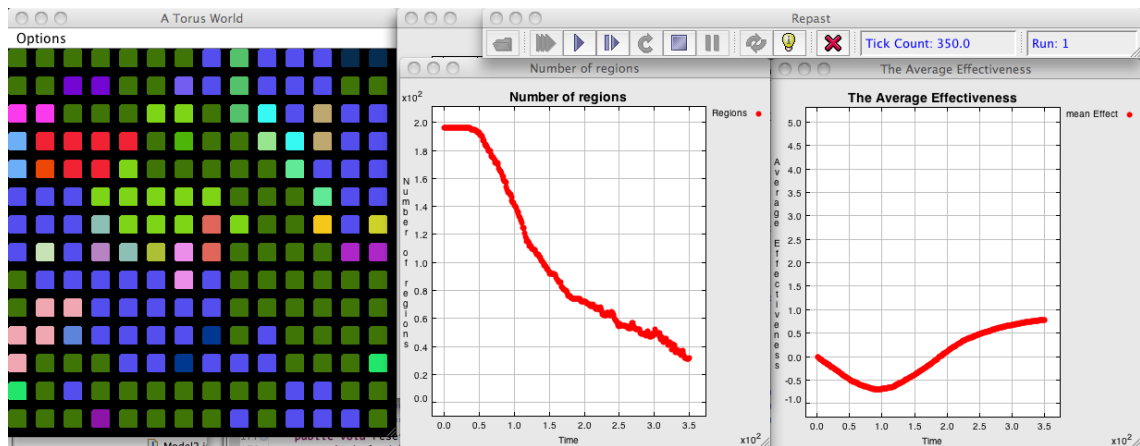 A Torus World
Options
Repast
Tick Count: 350.0
Run: 1
Number of regions
Number of regions
x10²
Regions
2.0
1.8
1.6
1.4
1.2
1.0
0.8
0.6
0.4
0.2
0.0
Number of regions
0.0 0.5 1.0 1.5 2.0 2.5 3.0 3.5
Time
x10²
The Average Effectiveness
The Average Effectiveness
mean Effect
5.0
4.5
4.0
3.5
3.0
2.5
2.0
1.5
1.0
0.5
0.0
-0.5
-1.0
Average Effectiveness
0.0 0.5 1.0 1.5 2.0 2.5 3.0 3.5
Time
x10²
public void rese